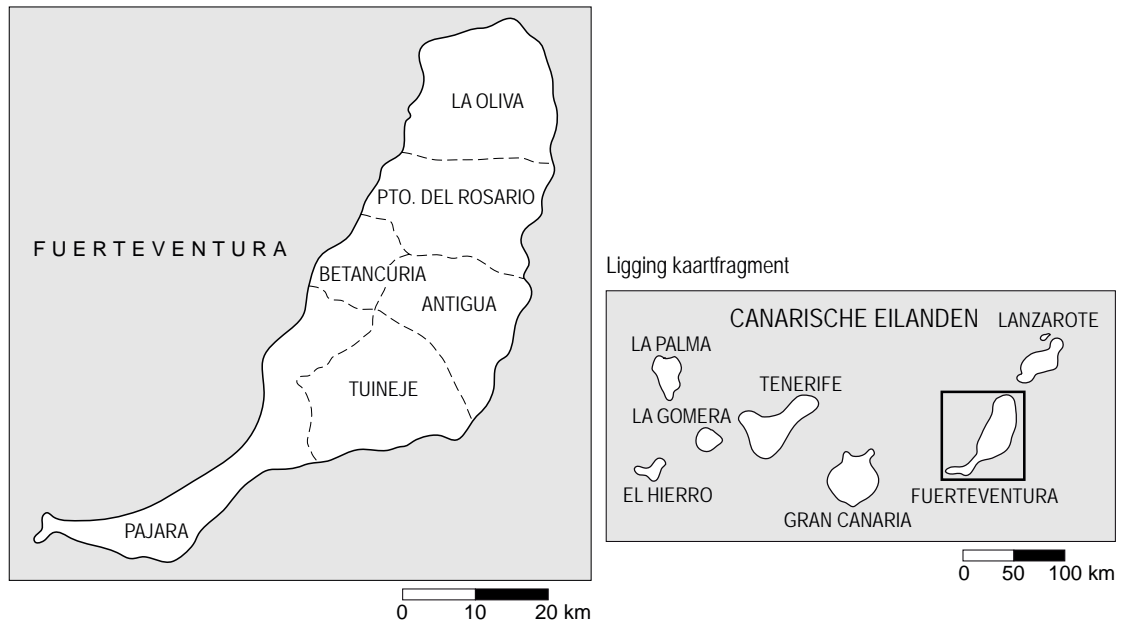 LA OLIVA
PTO. DEL ROSARIO
FUERTEVENTURA
BETANCURIA
ANTIGUA
TUINEJE
PAJARA
0 10 20 km
Ligging kaartfragment
CANARISCHE EILANDEN
LANZAROTE
LA PALMA
TENERIFE
LA GOMERA
EL HIERRO
FUERTEVENTURA
GRAN CANARIA
0 50 100 km